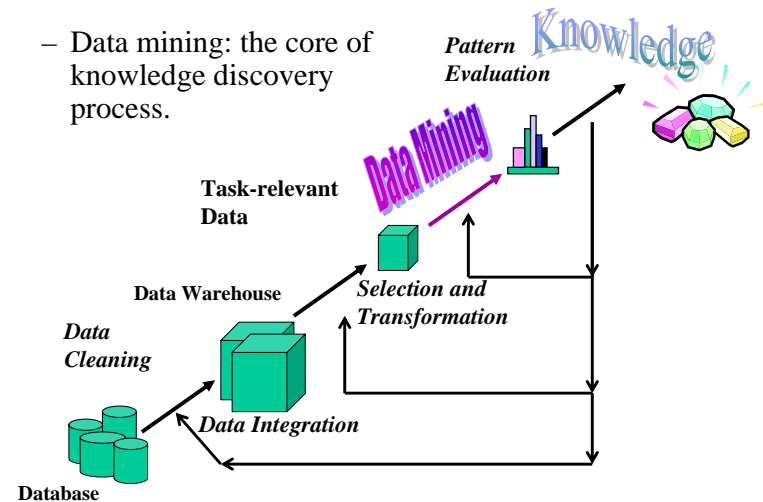 – Data mining: the core of
knowledge discovery
process.
Pattern
Evaluation
Knowledge
Data Mining
Task-relevant
Data
Data Warehouse
Selection and
Transformation
Data
Cleaning
Data Integration
Database